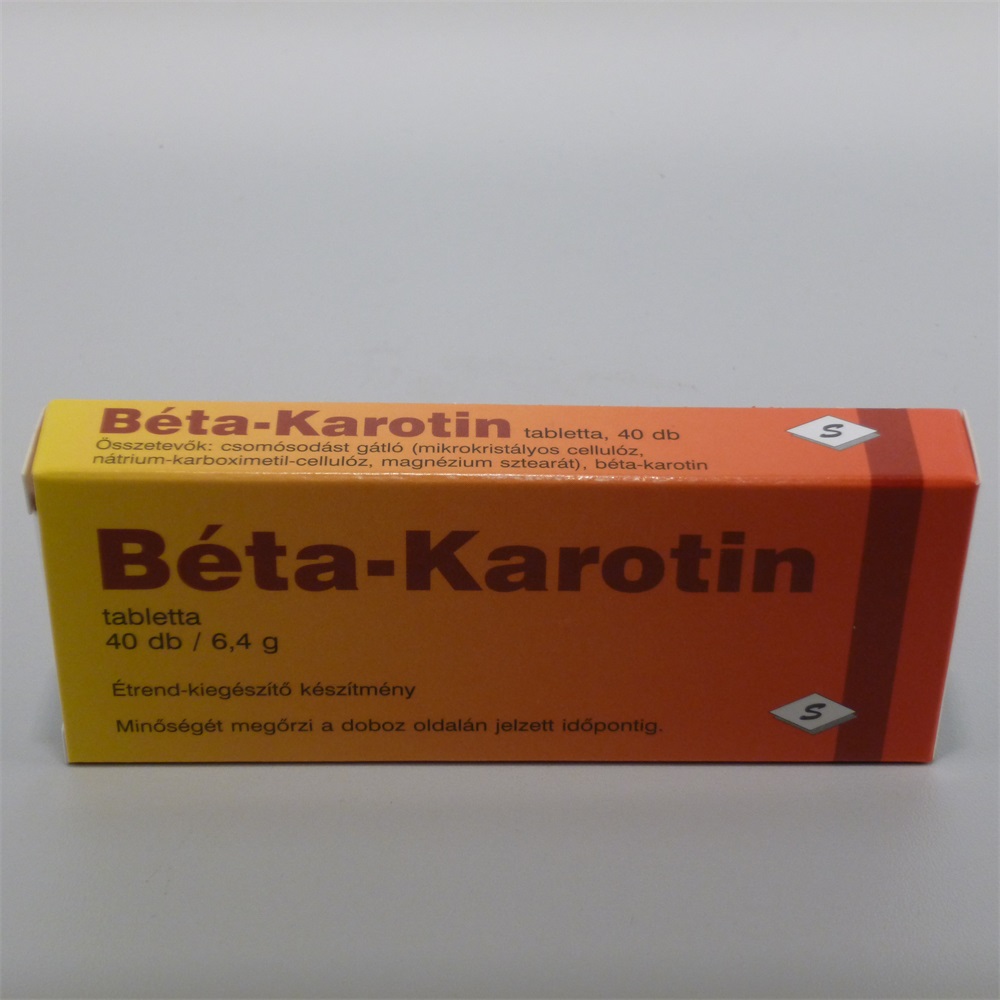 Béta-Karotin tabletta, 40 db
Összetevők: csomósodást gátló (mikrokristályos cellulóz,
nátrium-karboximetil-cellulóz, magnézium sztearát), béta-karotin
S
Béta-Karotin
tabletta
40 db / 6,4 g
Étrend-kiegészítő készítmény
Minőségét megőrzi a doboz oldalán jelzett időpontig.
S